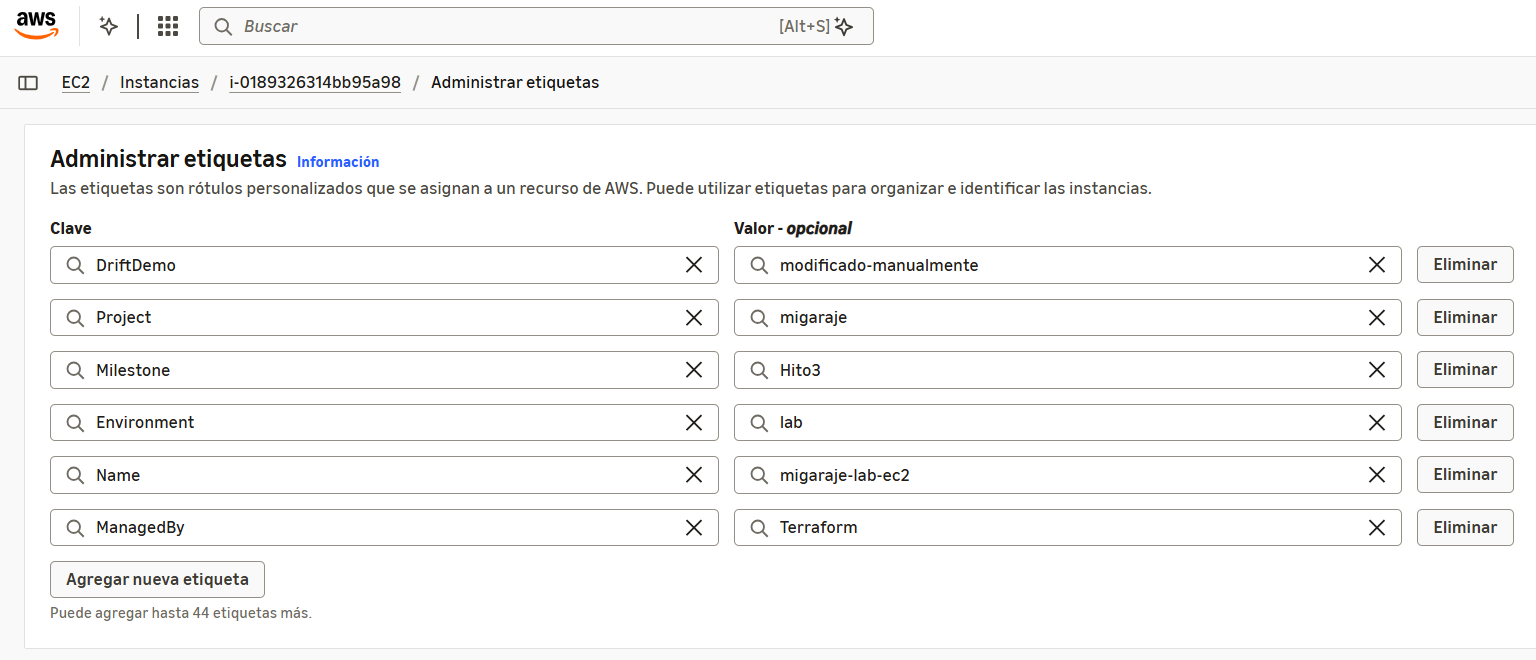 aws
Buscar [Alt+S]
EC2 / Instancias / i-0189326314bb95a98 / Administrar etiquetas
Administrar etiquetas Información
Las etiquetas son rótulos personalizados que se asignan a un recurso de AWS. Puede utilizar etiquetas para organizar e identificar las instancias.
Clave Valor - opcional
DriftDemo modificado-manualmente Eliminar
Project migaraje Eliminar
Milestone Hito3 Eliminar
Environment lab Eliminar
Name migaraje-lab-ec2 Eliminar
ManagedBy Terraform Eliminar
Agregar nueva etiqueta
Puede agregar hasta 44 etiquetas más.